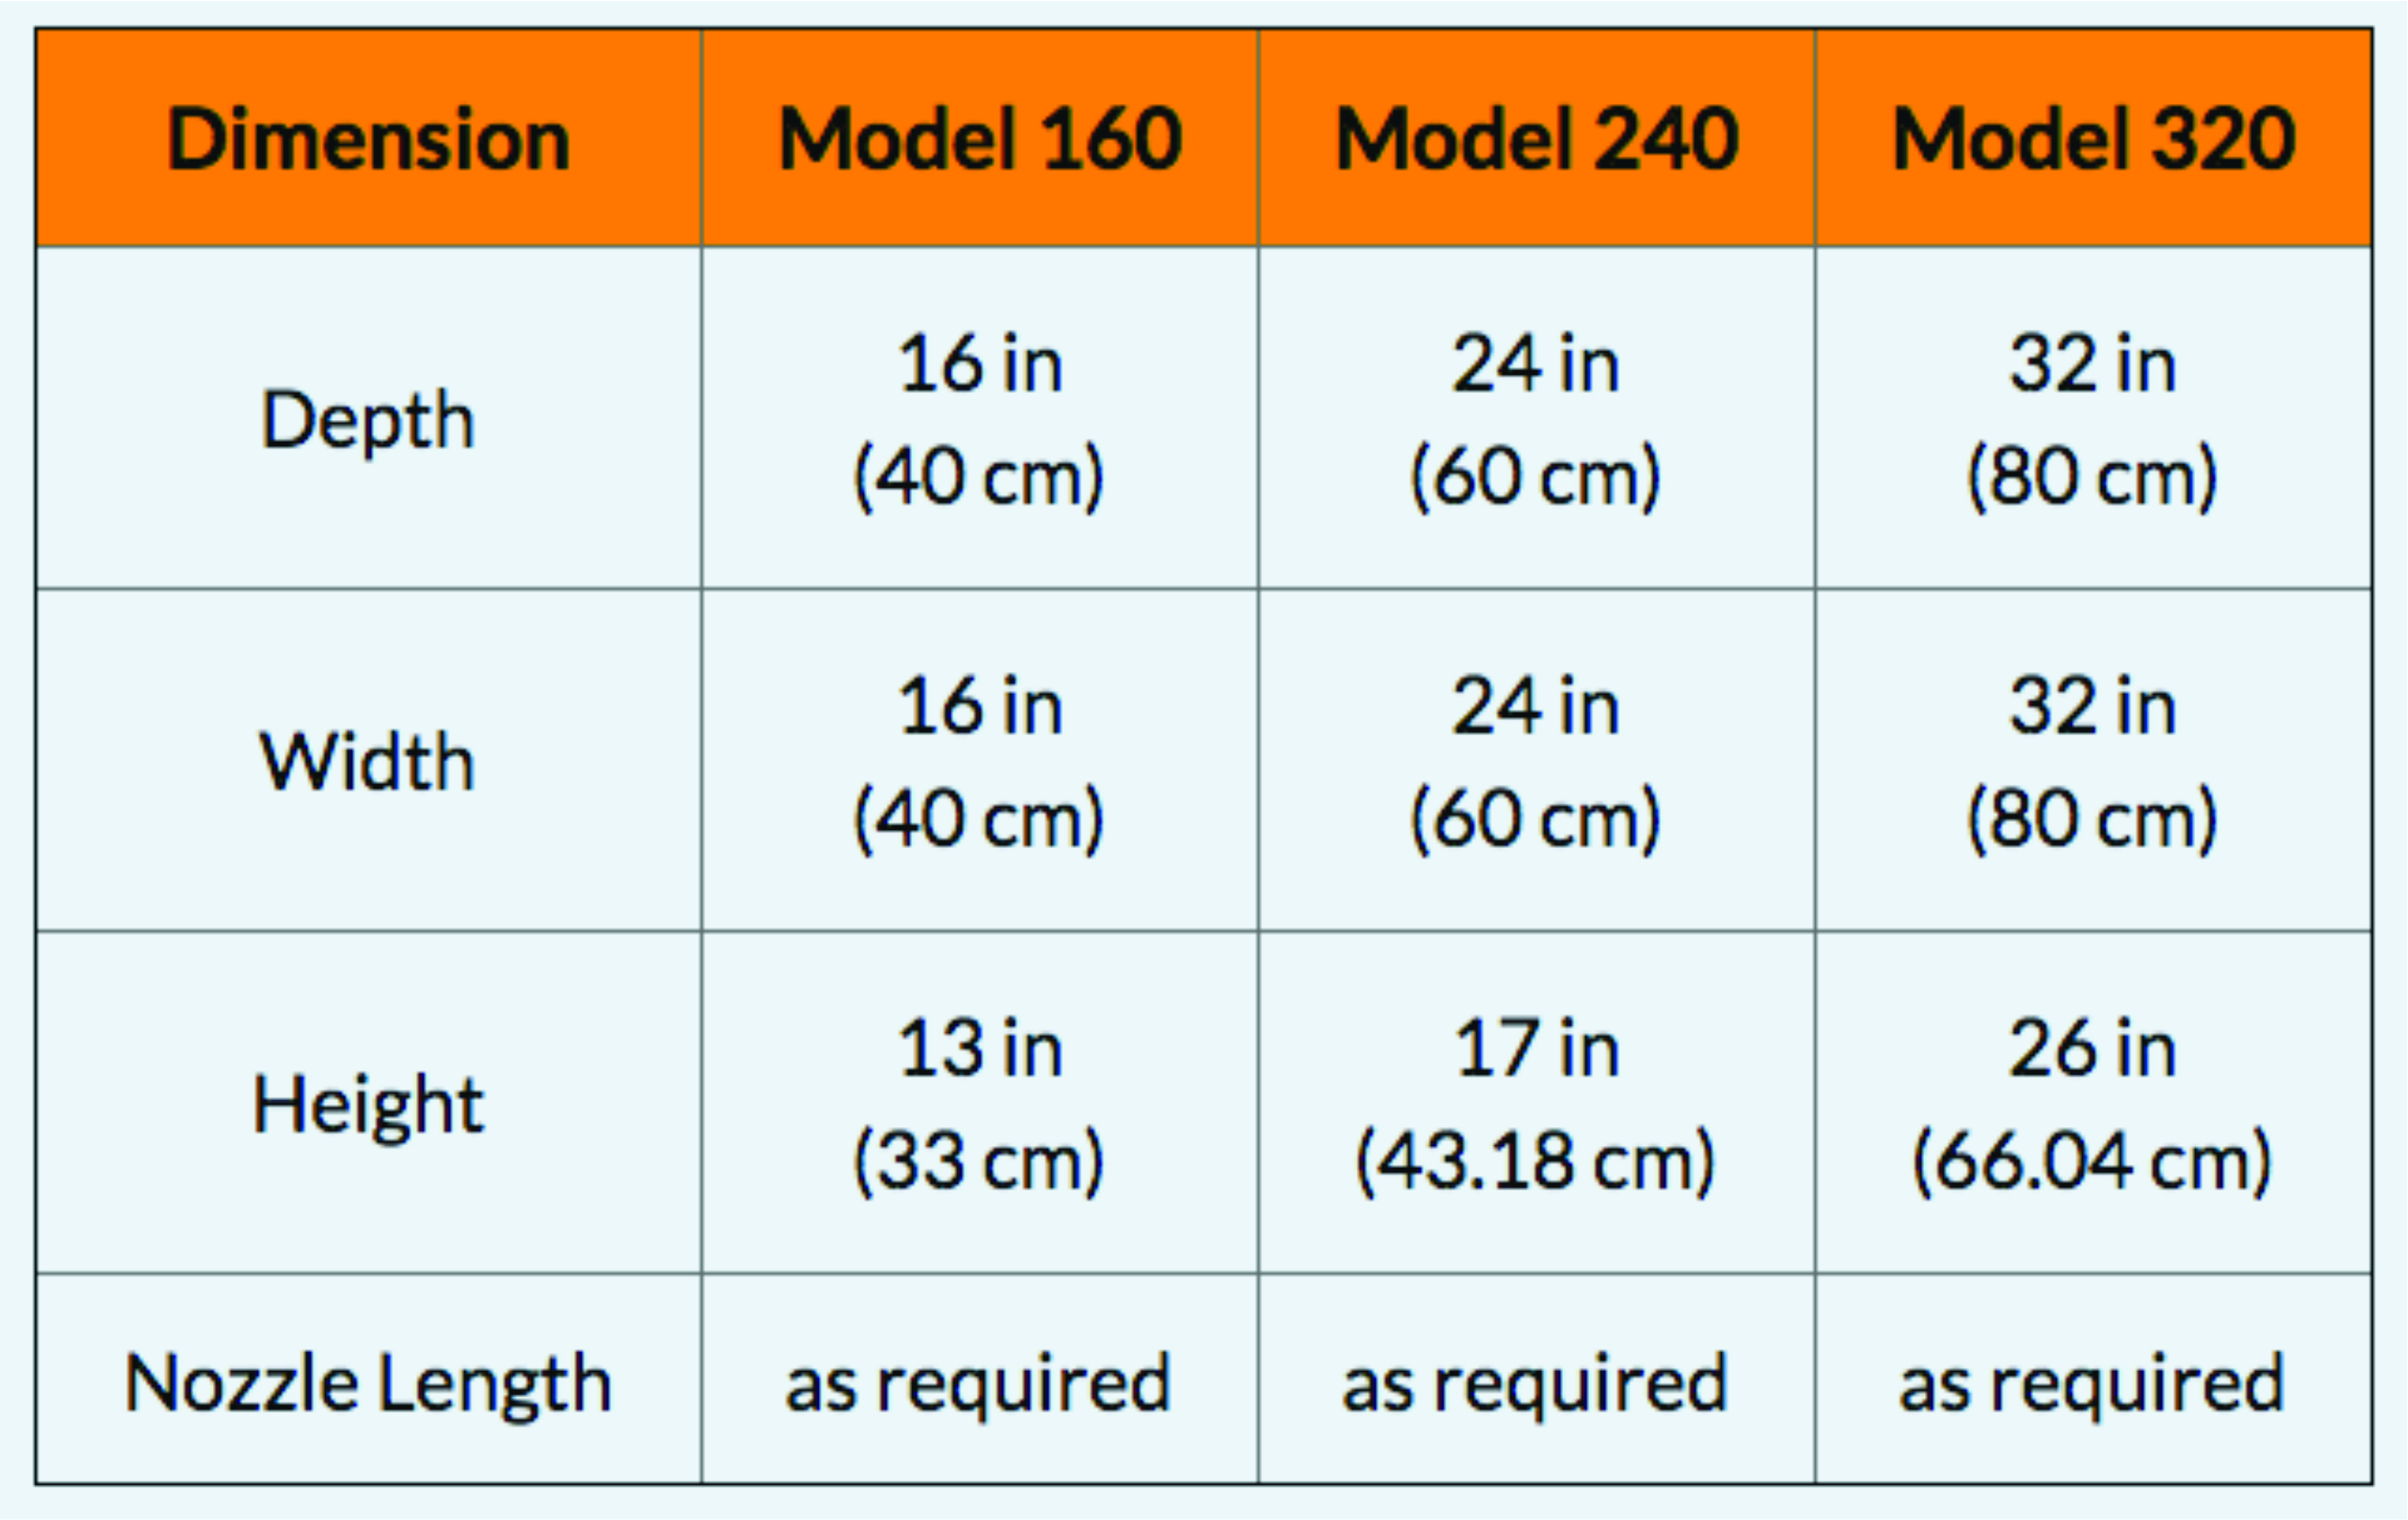 Dimension Model 160 Model 240 Model 320
Depth
16 in
(40 cm)
24 in
(60 cm)
32 in
(80 cm)
Width
16 in
(40 cm)
24 in
(60 cm)
32 in
(80 cm)
Height
13 in
(33 cm)
17 in
(43.18 cm)
26 in
(66.04 cm)
Nozzle Length as required as required as required